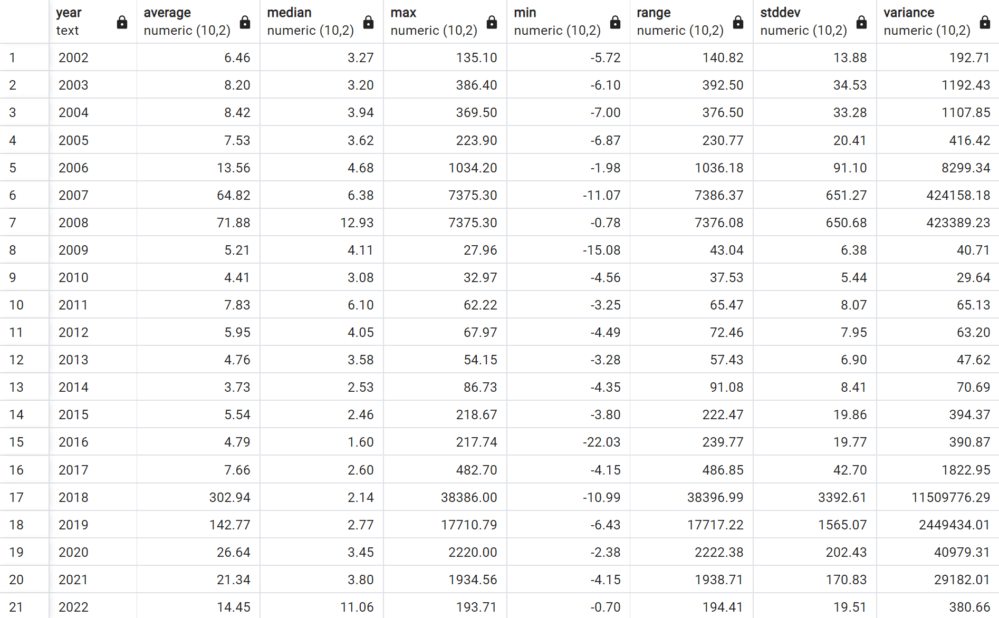 year average median max min range stddev variance
text numeric (10,2) numeric (10,2) numeric (10,2) numeric (10,2) numeric (10,2) numeric (10,2) numeric (10,2)
1 2002 6.46 3.27 135.10 -5.72 140.82 13.88 192.71
2 2003 8.20 3.20 386.40 -6.10 392.50 34.53 1192.43
3 2004 8.42 3.94 369.50 -7.00 376.50 33.28 1107.85
4 2005 7.53 3.62 223.90 -6.87 230.77 20.41 416.42
5 2006 13.56 4.68 1034.20 -1.98 1036.18 91.10 8299.34
6 2007 64.82 6.38 7375.30 -11.07 7386.37 651.27 424158.18
7 2008 71.88 12.93 7375.30 -0.78 7376.08 650.68 423389.23
8 2009 5.21 4.11 27.96 -15.08 43.04 6.38 40.71
9 2010 4.41 3.08 32.97 -4.56 37.53 5.44 29.64
10 2011 7.83 6.10 62.22 -3.25 65.47 8.07 65.13
11 2012 5.95 4.05 67.97 -4.49 72.46 7.95 63.20
12 2013 4.76 3.58 54.15 -3.28 57.43 6.90 47.62
13 2014 3.73 2.53 86.73 -4.35 91.08 8.41 70.69
14 2015 5.54 2.46 218.67 -3.80 222.47 19.86 394.37
15 2016 4.79 1.60 217.74 -22.03 239.77 19.77 390.87
16 2017 7.66 2.60 482.70 -4.15 486.85 42.70 1822.95
17 2018 302.94 2.14 38386.00 -10.99 38396.99 3392.61 11509776.29
18 2019 142.77 2.77 17710.79 -6.43 17717.22 1565.07 2449434.01
19 2020 26.64 3.45 2220.00 -2.38 2222.38 202.43 40979.31
20 2021 21.34 3.80 1934.56 -4.15 1938.71 170.83 29182.01
21 2022 14.45 11.06 193.71 -0.70 194.41 19.51 380.66